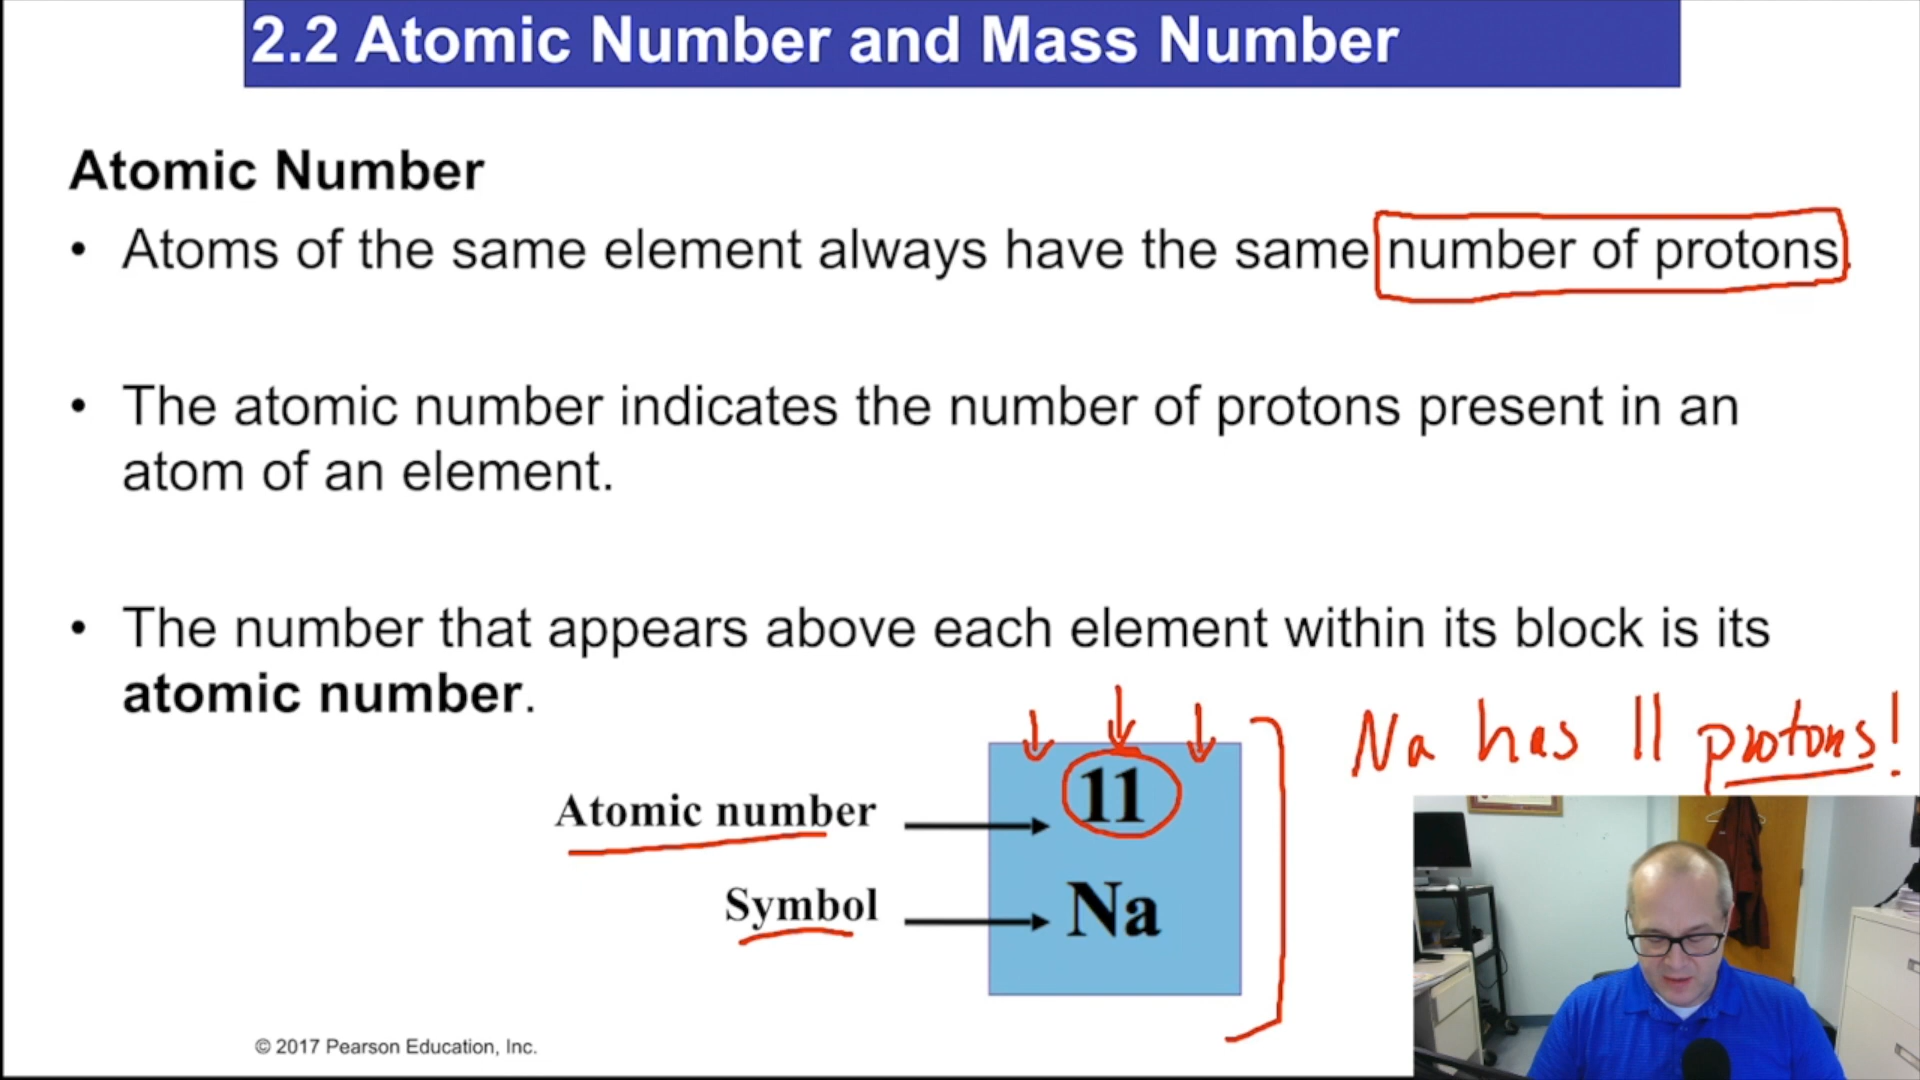 2.2 Atomic Number and Mass Number
Atomic Number
• Atoms of the same element always have the same number of protons.
• The atomic number indicates the number of protons present in an
atom of an element.
• The number that appears above each element within its block is its
atomic number.
Na has 11 protons!
Atomic number
11
Symbol
Na
© 2017 Pearson Education, Inc.